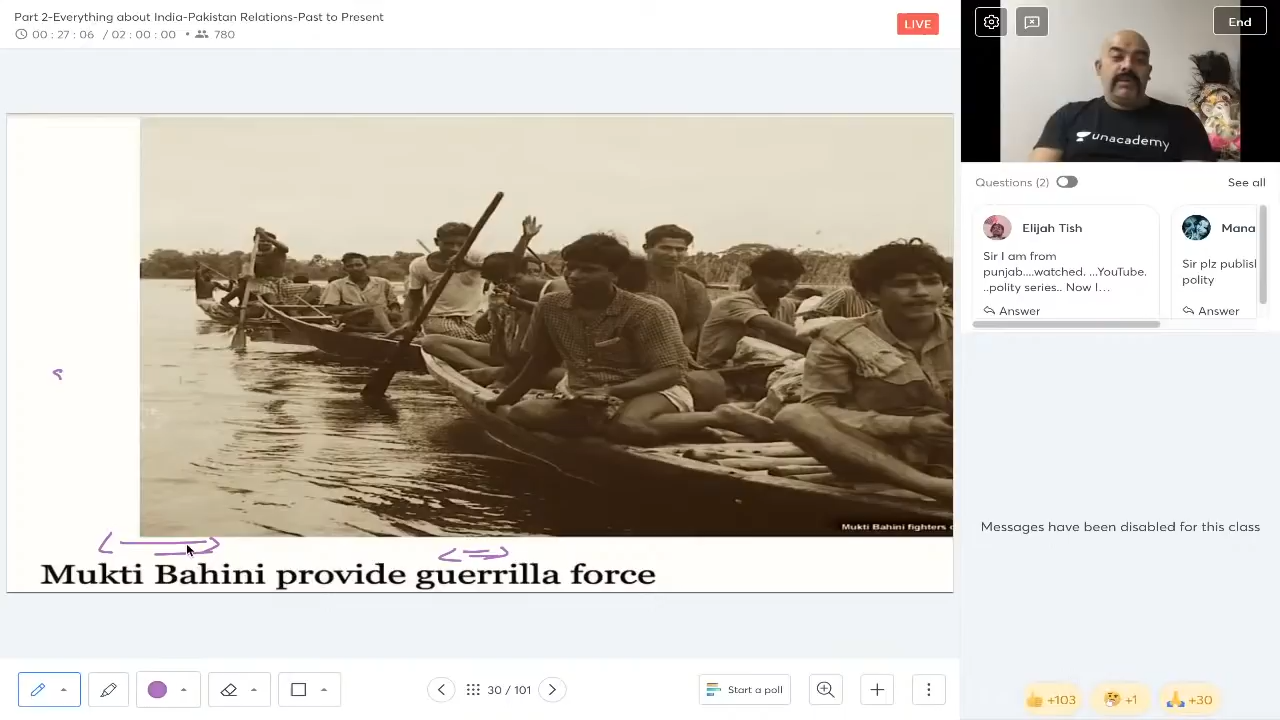 Part 2-Everything about India-Pakistan Relations-Past to Present
00 : 27 : 06 / 02 : 00 : 00 • 786
LIVE
End
unacademy
Questions (2)
See all
Elijah Tish
Sir I am from
punjab....watched. ...YouTube.
..polity series.. Now I...
Answer
Mana
Sir plz publisl
polity
Answer
Mukti Bahini fighters
Mukti Bahini provide guerrilla force
Messages have been disabled for this class
30 / 101
Start a poll
+103
+1
+30